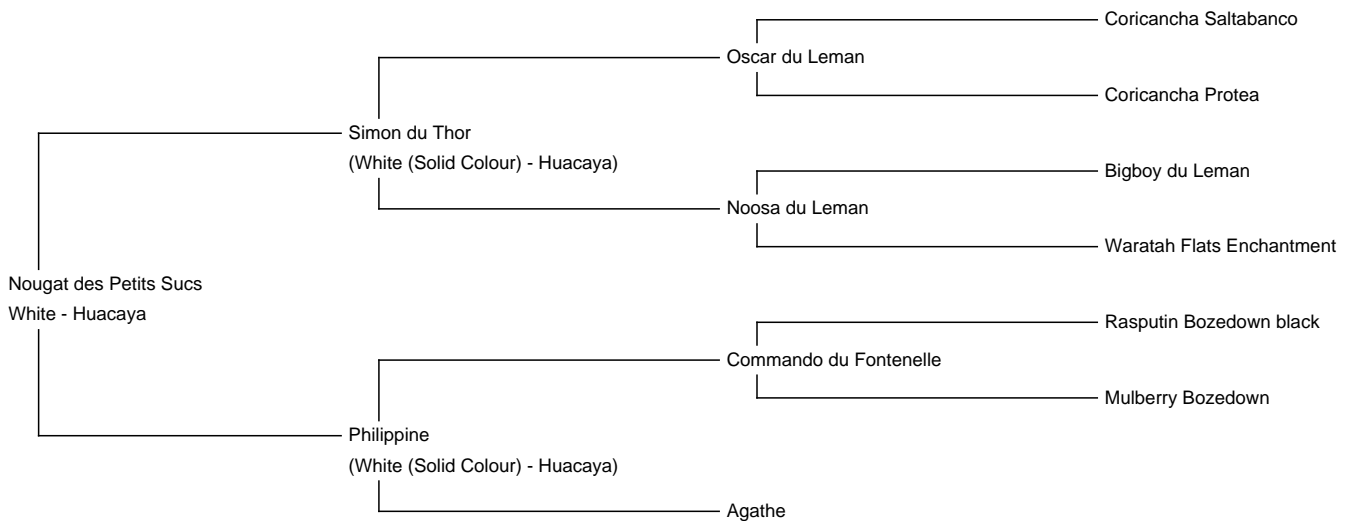 Coricancha Saltabanco
Oscar du Leman
Coricancha Protea
Simon du Thor
(White (Solid Colour) - Huacaya)
Bigboy du Leman
Noosa du Leman
Waratah Flats Enchantment
Nougat des Petits Sucs
White - Huacaya
Rasputin Bozedown black
Commando du Fontenelle
Mulberry Bozedown
Philippine
(White (Solid Colour) - Huacaya)
Agathe